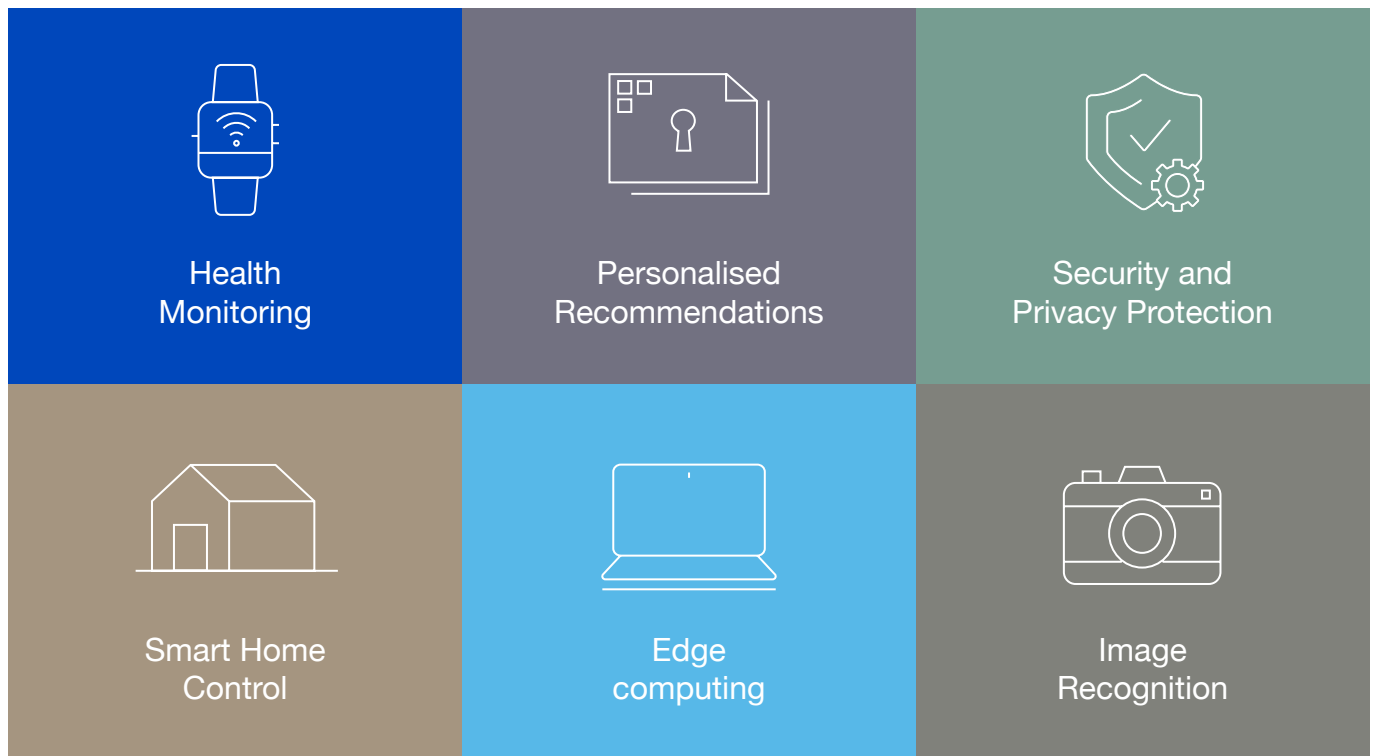 Health
Monitoring
Personalised
Recommendations
Security and
Privacy Protection
Smart Home
Control
Edge
computing
Image
Recognition